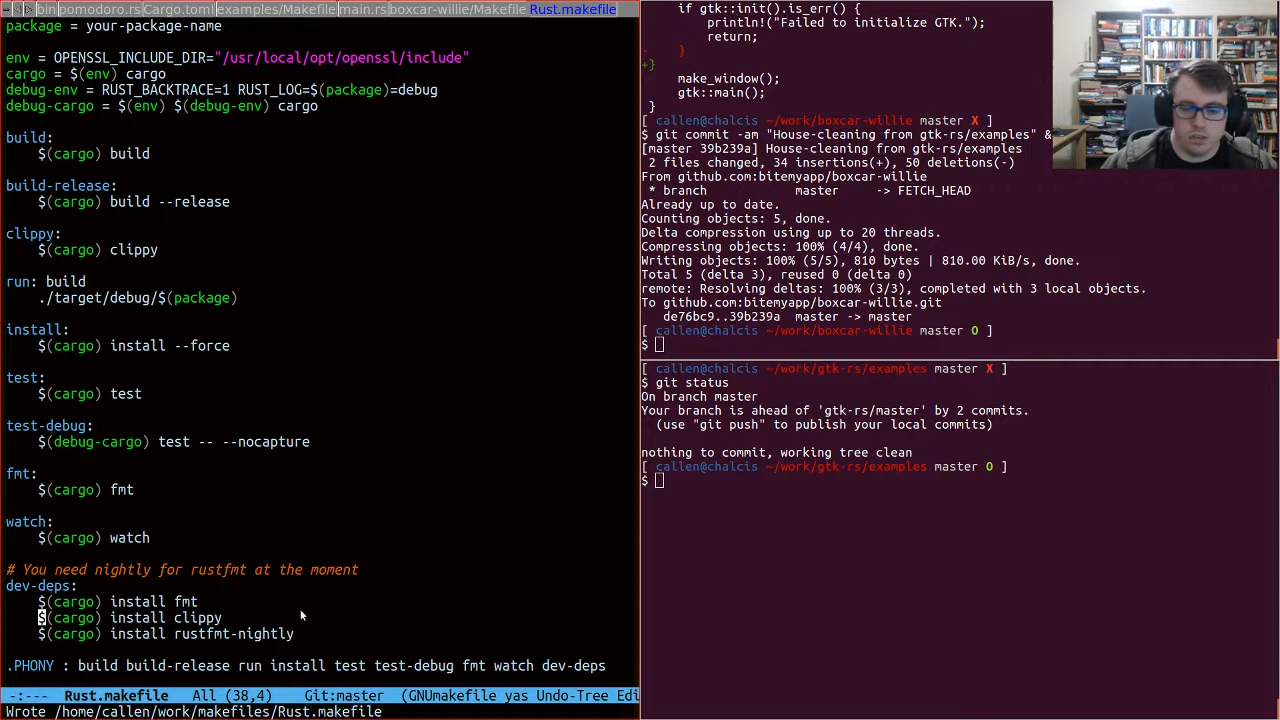 bin pomodoro.rs Cargo.toml examples/Makefile main.rs boxcar-willie/Makefile Rust.makefile
package = your-package-name
env = OPENSSL_INCLUDE_DIR="/usr/local/opt/openssl/include"
cargo = $(env) cargo
debug-env = RUST_BACKTRACE=1 RUST_LOG=$(package)=debug
debug-cargo = $(env) $(debug-env) cargo
build:
$(cargo) build
build-release:
$(cargo) build --release
clippy:
$(cargo) clippy
run: build
./target/debug/$(package)
install:
$(cargo) install --force
test:
$(cargo) test
test-debug:
$(debug-cargo) test -- --nocapture
fmt:
$(cargo) fmt
watch:
$(cargo) watch
# You need nightly for rustfmt at the moment
dev-deps:
$(cargo) install fmt
$(cargo) install clippy
$(cargo) install rustfmt-nightly
.PHONY : build build-release run install test test-debug fmt watch dev-deps
-:--- Rust.makefile All (38,4) Git:master (GNUmakefile yas Undo-Tree Edi
Wrote /home/callen/work/makefiles/Rust.makefile
if gtk::init().is_err() {
println!("Failed to initialize GTK.");
return;
- }
+}
make_window();
gtk::main();
}
[ callen@chalcis ~/work/boxcar-willie master X ]
$ git commit -am "House-cleaning from gtk-rs/examples" &
[master 39b239a] House-cleaning from gtk-rs/examples
2 files changed, 34 insertions(+), 50 deletions(-)
From github.com:bitemyapp/boxcar-willie
* branch master -> FETCH_HEAD
Already up to date.
Counting objects: 5, done.
Delta compression using up to 20 threads.
Compressing objects: 100% (4/4), done.
Writing objects: 100% (5/5), 810 bytes | 810.00 KiB/s, done.
Total 5 (delta 3), reused 0 (delta 0)
remote: Resolving deltas: 100% (3/3), completed with 3 local objects.
To github.com:bitemyapp/boxcar-willie.git
de76bc9..39b239a master -> master
[ callen@chalcis ~/work/boxcar-willie master O ]
$
[ callen@chalcis ~/work/gtk-rs/examples master X ]
$ git status
On branch master
Your branch is ahead of 'gtk-rs/master' by 2 commits.
(use "git push" to publish your local commits)
nothing to commit, working tree clean
[ callen@chalcis ~/work/gtk-rs/examples master O ]
$